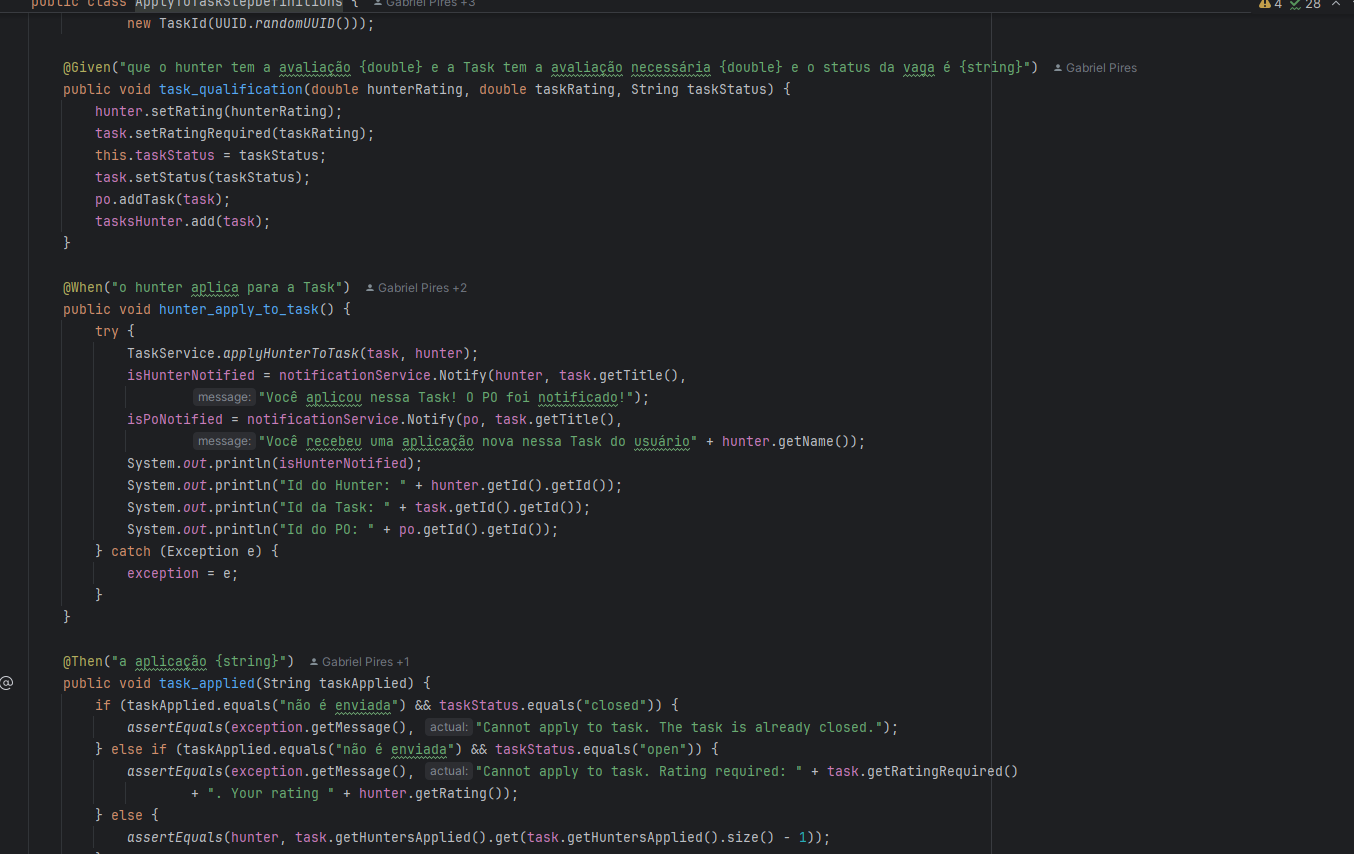 public class ApplyToTaskStepDefinitions { Gabriel Pires +3 4 28
new TaskId(UUID.randomUUID()));
@Given("que o hunter tem a avaliação {double} e a Task tem a avaliação necessária {double} e o status da vaga é {string}") Gabriel Pires
public void task_qualification(double hunterRating, double taskRating, String taskStatus) {
hunter.setRating(hunterRating);
task.setRatingRequired(taskRating);
this.taskStatus = taskStatus;
task.setStatus(taskStatus);
po.addTask(task);
tasksHunter.add(task);
}
@When("o hunter aplica para a Task") Gabriel Pires +2
public void hunter_apply_to_task() {
try {
TaskService.applyHunterToTask(task, hunter);
isHunterNotified = notificationService.Notify(hunter, task.getTitle(),
message: "Você aplicou nessa Task! O PO foi notificado!");
isPoNotified = notificationService.Notify(po, task.getTitle(),
message: "Você recebeu uma aplicação nova nessa Task do usuário" + hunter.getName());
System.out.println(isHunterNotified);
System.out.println("Id do Hunter: " + hunter.getId().getId());
System.out.println("Id da Task: " + task.getId().getId());
System.out.println("Id do PO: " + po.getId().getId());
} catch (Exception e) {
exception = e;
}
}
@Then("a aplicação {string}") Gabriel Pires +1
@ public void task_applied(String taskApplied) {
if (taskApplied.equals("não é enviada") && taskStatus.equals("closed")) {
assertEquals(exception.getMessage(), actual: "Cannot apply to task. The task is already closed.");
} else if (taskApplied.equals("não é enviada") && taskStatus.equals("open")) {
assertEquals(exception.getMessage(), actual: "Cannot apply to task. Rating required: " + task.getRatingRequired()
+ ". Your rating " + hunter.getRating());
} else {
assertEquals(hunter, task.getHuntersApplied().get(task.getHuntersApplied().size() - 1));